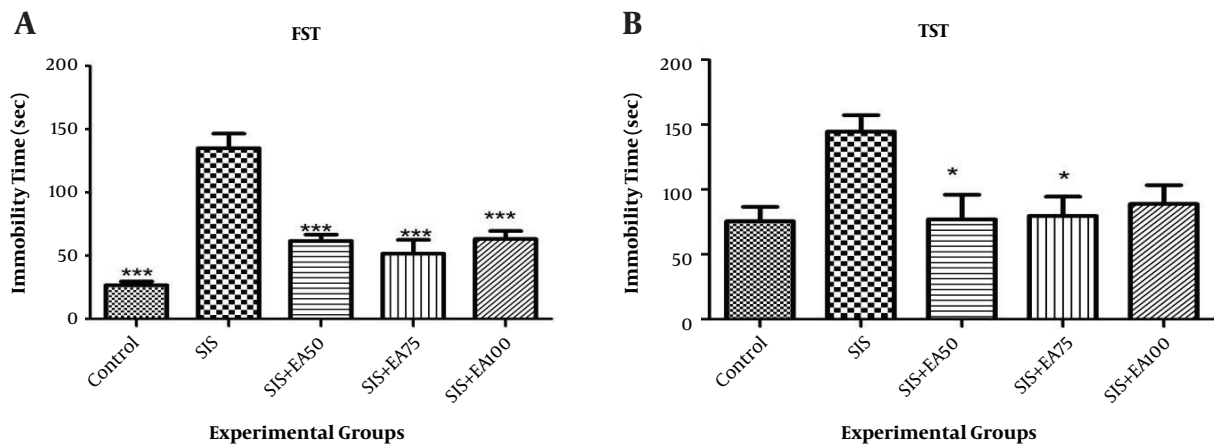 A
FST
Immobility Time (sec)
200
150
100
50
0
***
***
***
***
Control
SIS
SIS+EA50
SIS+EA75
SIS+EA100
Experimental Groups
B
TST
Immobility Time (sec)
200
150
100
50
0
*
*
Control
SIS
SIS+EA50
SIS+EA75
SIS+EA100
Experimental Groups